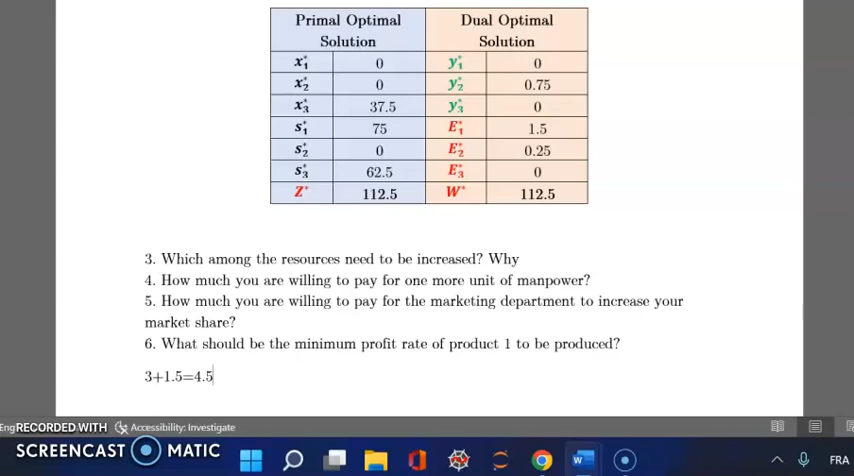 Primal Optimal Solution Dual Optimal Solution
x₁* 0 y₁* 0
x₂* 0 y₂* 0.75
x₃* 37.5 y₃* 0
s₁* 75 E₁* 1.5
s₂* 0 E₂* 0.25
s₃* 62.5 E₃* 0
Z* 112.5 W* 112.5
3. Which among the resources need to be increased? Why
4. How much you are willing to pay for one more unit of manpower?
5. How much you are willing to pay for the marketing department to increase your
market share?
6. What should be the minimum profit rate of product 1 to be produced?
3+1.5=4.5
Eng
RECORDED WITH
Accessibility: Investigate
SCREENCAST MATIC
FRA